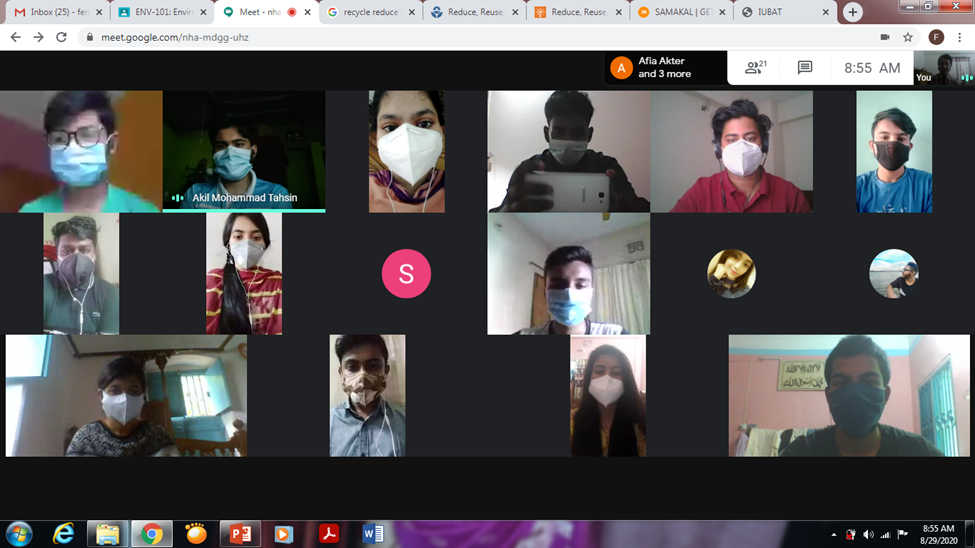 Inbox (25) - fer
ENV-101: Envir
Meet - nha
recycle reduce
Reduce, Reuse,
Reduce, Reuse,
SAMAKAL | GE
IUBAT
meet.google.com/nha-mdgg-uhz
F
A
Afia Akter
and 3 more
21
8:55 AM
You
Akil Mohammad Tahsin
S
8:55 AM
8/29/2020